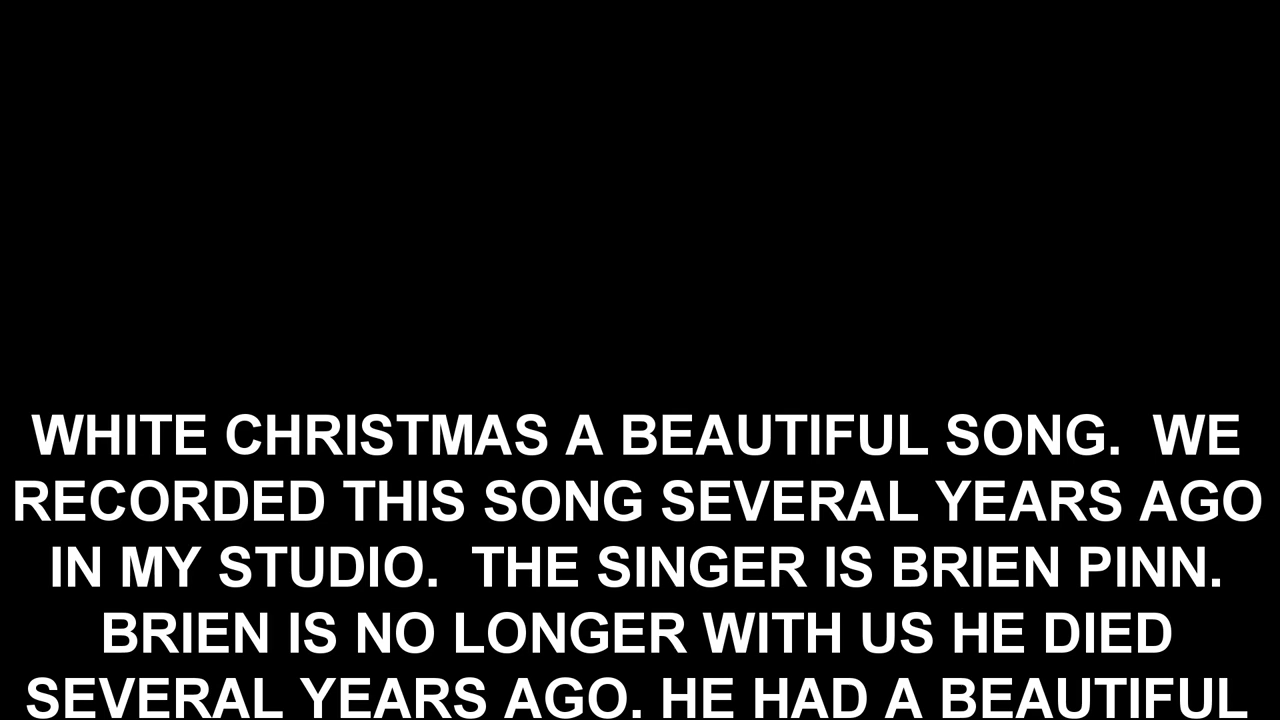 WHITE CHRISTMAS A BEAUTIFUL SONG.  WE
RECORDED THIS SONG SEVERAL YEARS AGO
IN MY STUDIO.  THE SINGER IS BRIEN PINN.
BRIEN IS NO LONGER WITH US HE DIED
SEVERAL YEARS AGO. HE HAD A BEAUTIFUL